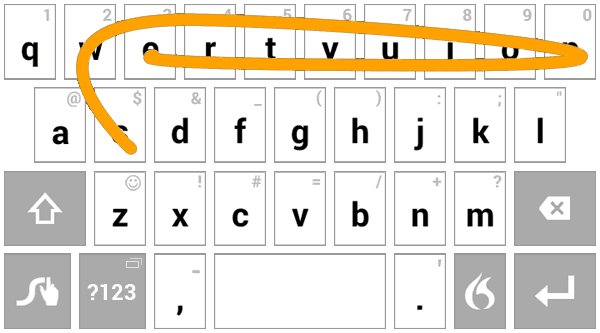 1 2 3 4 5 6 7 8 9 0
q w e r t y u i o p
@ $ & _ ( ) : ; "
a s d f g h j k l
! # = / + ?
z x c v b n m
- '
?123 , .